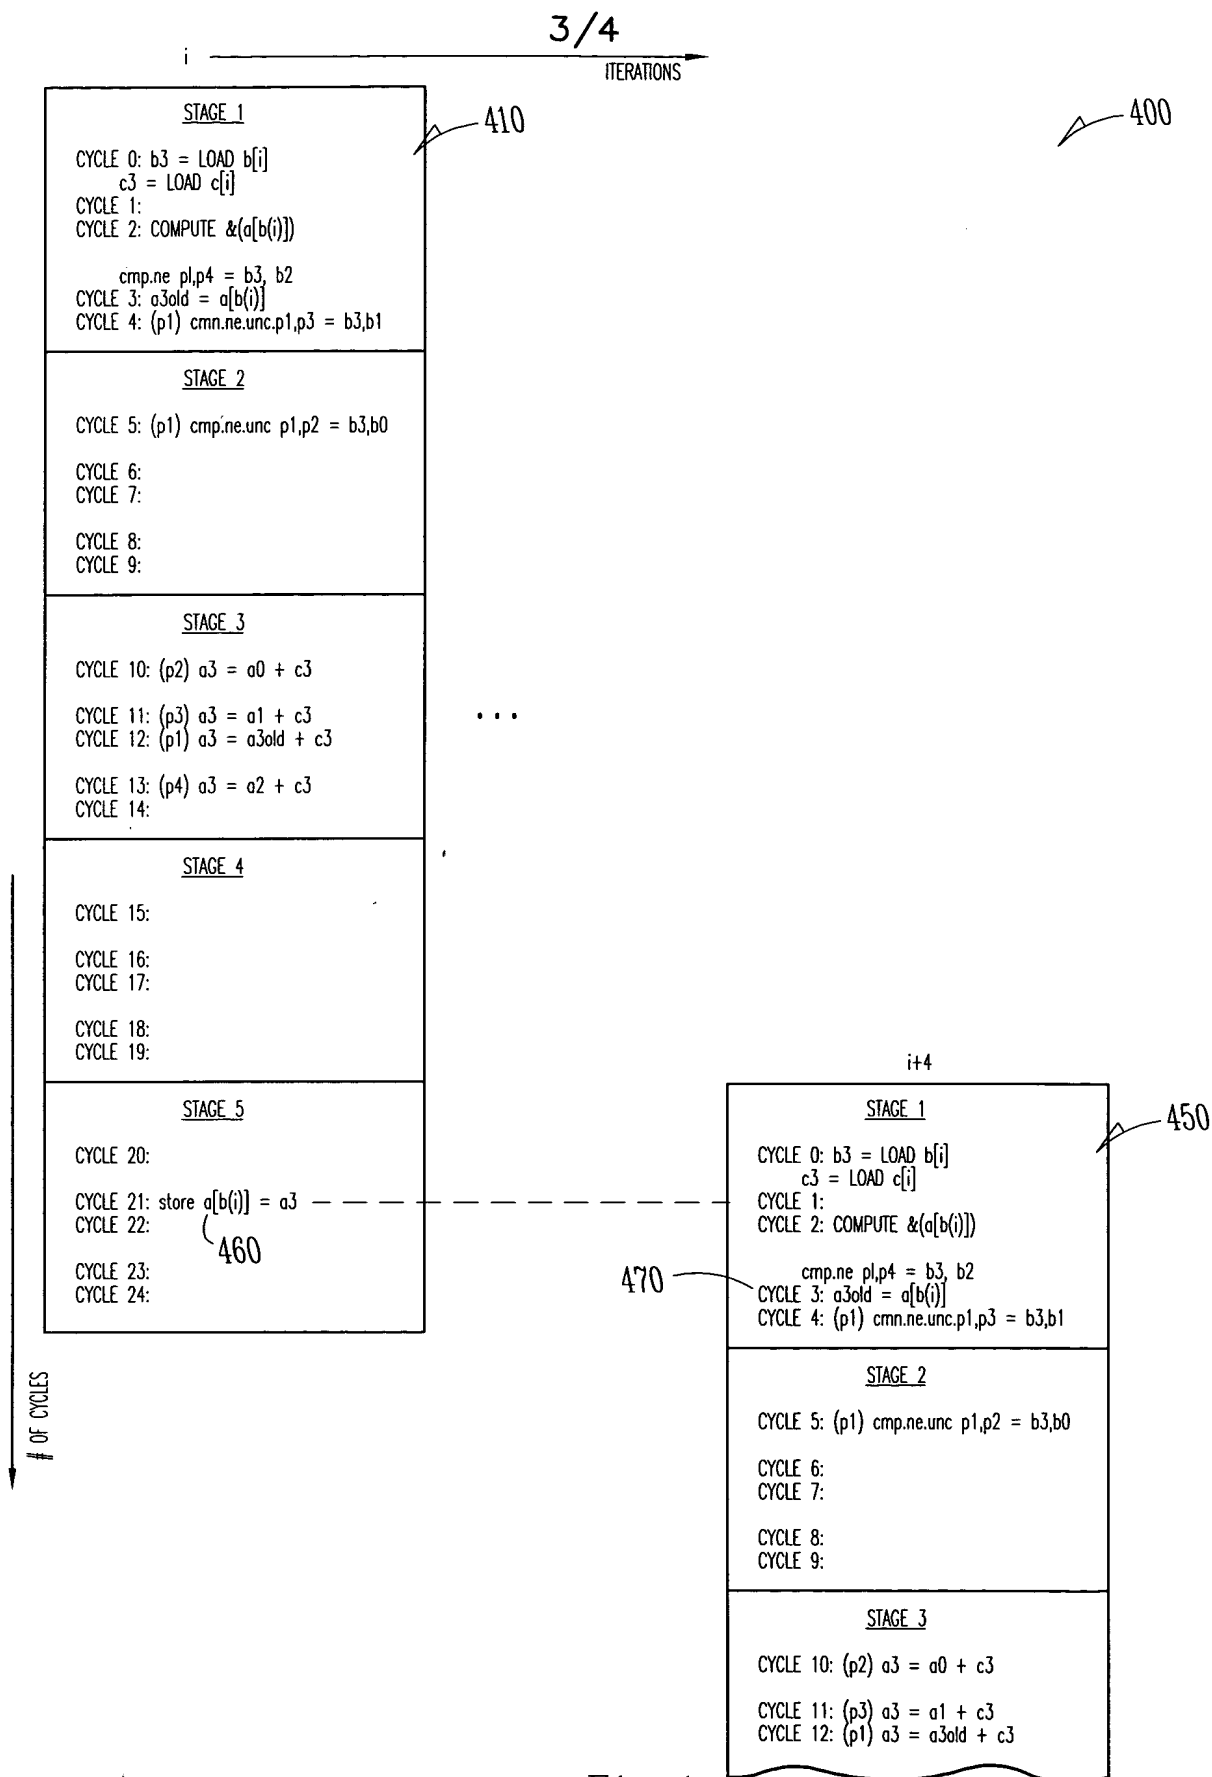 3/4
i
ITERATIONS
400
410
STAGE 1
CYCLE 0: b3 = LOAD b[i]
c3 = LOAD c[i]
CYCLE 1:
CYCLE 2: COMPUTE &(a[b(i)])
cmp.ne pl,p4 = b3, b2
CYCLE 3: a3old = a[b(i)]
CYCLE 4: (p1) cmn.ne.unc.p1,p3 = b3,b1
STAGE 2
CYCLE 5: (p1) cmp.ne.unc p1,p2 = b3,b0
CYCLE 6:
CYCLE 7:
CYCLE 8:
CYCLE 9:
STAGE 3
CYCLE 10: (p2) a3 = a0 + c3
CYCLE 11: (p3) a3 = a1 + c3
CYCLE 12: (p1) a3 = a3old + c3
CYCLE 13: (p4) a3 = a2 + c3
CYCLE 14:
...
STAGE 4
CYCLE 15:
CYCLE 16:
CYCLE 17:
CYCLE 18:
CYCLE 19:
STAGE 5
CYCLE 20:
CYCLE 21: store a[b(i)] = a3
CYCLE 22:
460
CYCLE 23:
CYCLE 24:
# OF CYCLES
i+4
450
STAGE 1
CYCLE 0: b3 = LOAD b[i]
c3 = LOAD c[i]
CYCLE 1:
CYCLE 2: COMPUTE &(a[b(i)])
cmp.ne pl,p4 = b3, b2
470
CYCLE 3: a3old = a[b(i)]
CYCLE 4: (p1) cmn.ne.unc.p1,p3 = b3,b1
STAGE 2
CYCLE 5: (p1) cmp.ne.unc p1,p2 = b3,b0
CYCLE 6:
CYCLE 7:
CYCLE 8:
CYCLE 9:
STAGE 3
CYCLE 10: (p2) a3 = a0 + c3
CYCLE 11: (p3) a3 = a1 + c3
CYCLE 12: (p1) a3 = a3old + c3